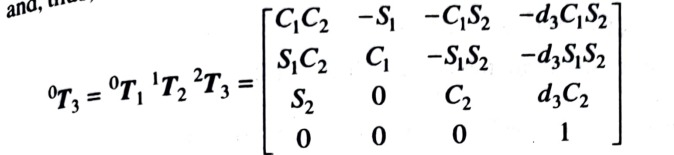 and,
⁰T₃ = ⁰T₁ ¹T₂ ²T₃ =
C₁C₂ -S₁ -C₁S₂ -d₃C₁S₂
S₁C₂ C₁ -S₁S₂ -d₃S₁S₂
S₂ 0 C₂ d₃C₂
0 0 0 1